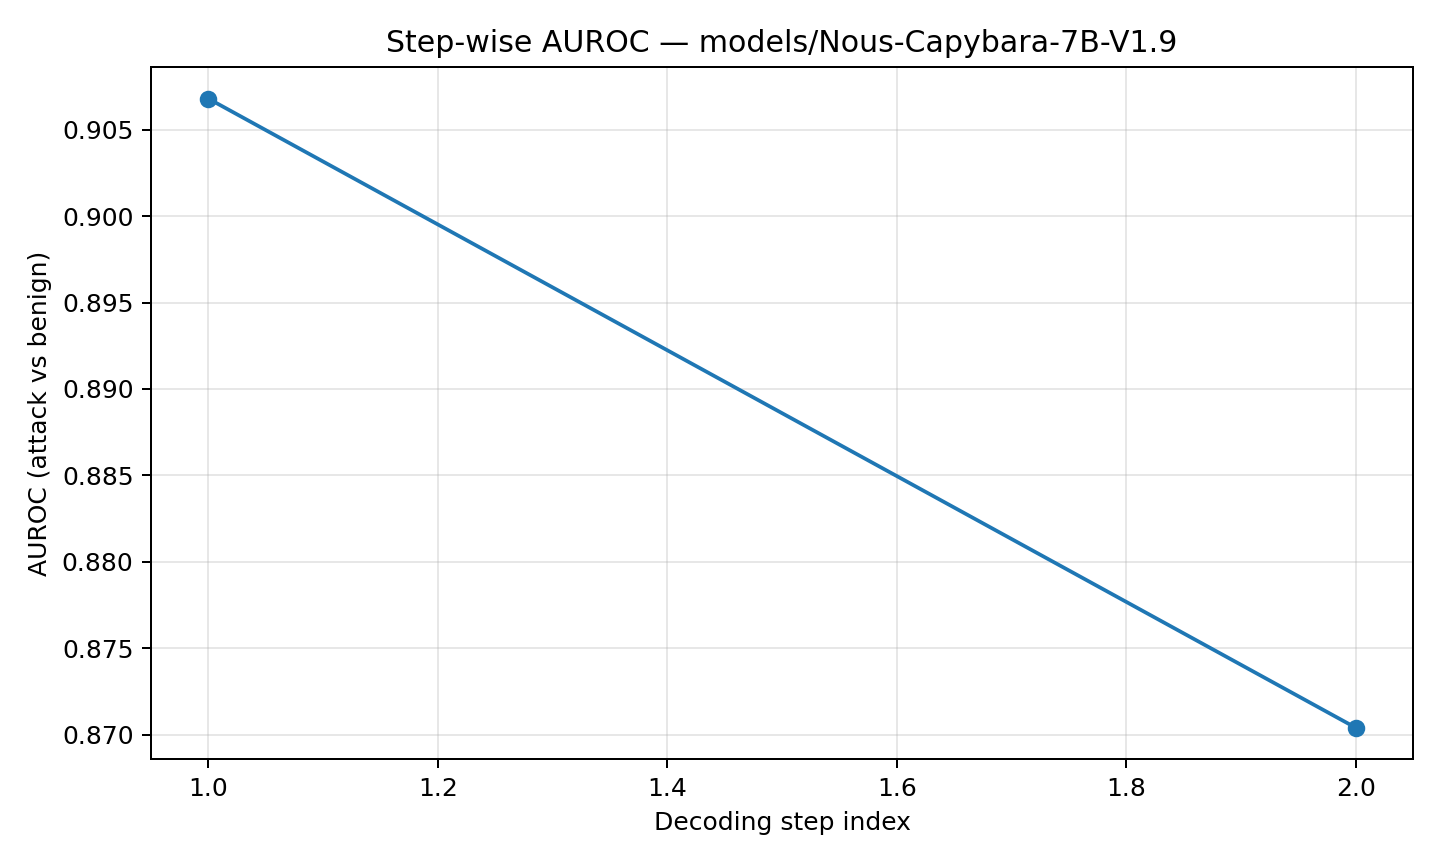 Step-wise AUROC — models/Nous-Capybara-7B-V1.9
AUROC (attack vs benign)
0.905
0.900
0.895
0.890
0.885
0.880
0.875
0.870
1.0 1.2 1.4 1.6 1.8 2.0
Decoding step index